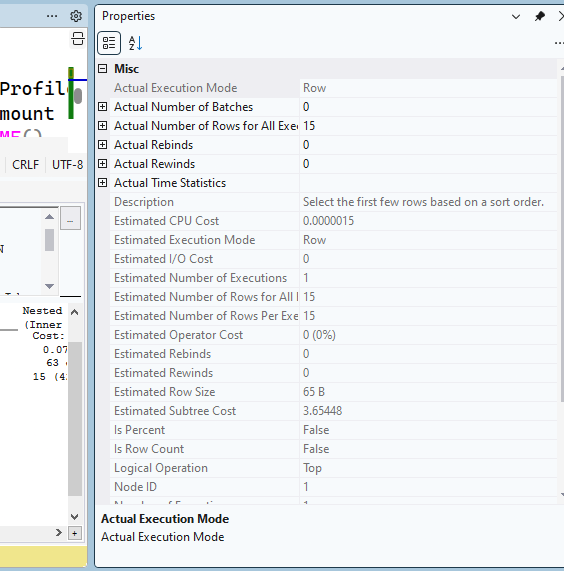 Properties
Profile
mount
ME()
CRLF UTF-8
N
Nested
(Inner
Cost:
0.07
63
15 (4
Misc
Actual Execution Mode Row
Actual Number of Batches 0
Actual Number of Rows for All Exe 15
Actual Rebinds 0
Actual Rewinds 0
Actual Time Statistics
Description Select the first few rows based on a sort order.
Estimated CPU Cost 0.0000015
Estimated Execution Mode Row
Estimated I/O Cost 0
Estimated Number of Executions 1
Estimated Number of Rows for All 15
Estimated Number of Rows Per Exe 15
Estimated Operator Cost 0 (0%)
Estimated Rebinds 0
Estimated Rewinds 0
Estimated Row Size 65 B
Estimated Subtree Cost 3.65448
Is Percent False
Is Row Count False
Logical Operation Top
Node ID 1
Actual Execution Mode
Actual Execution Mode